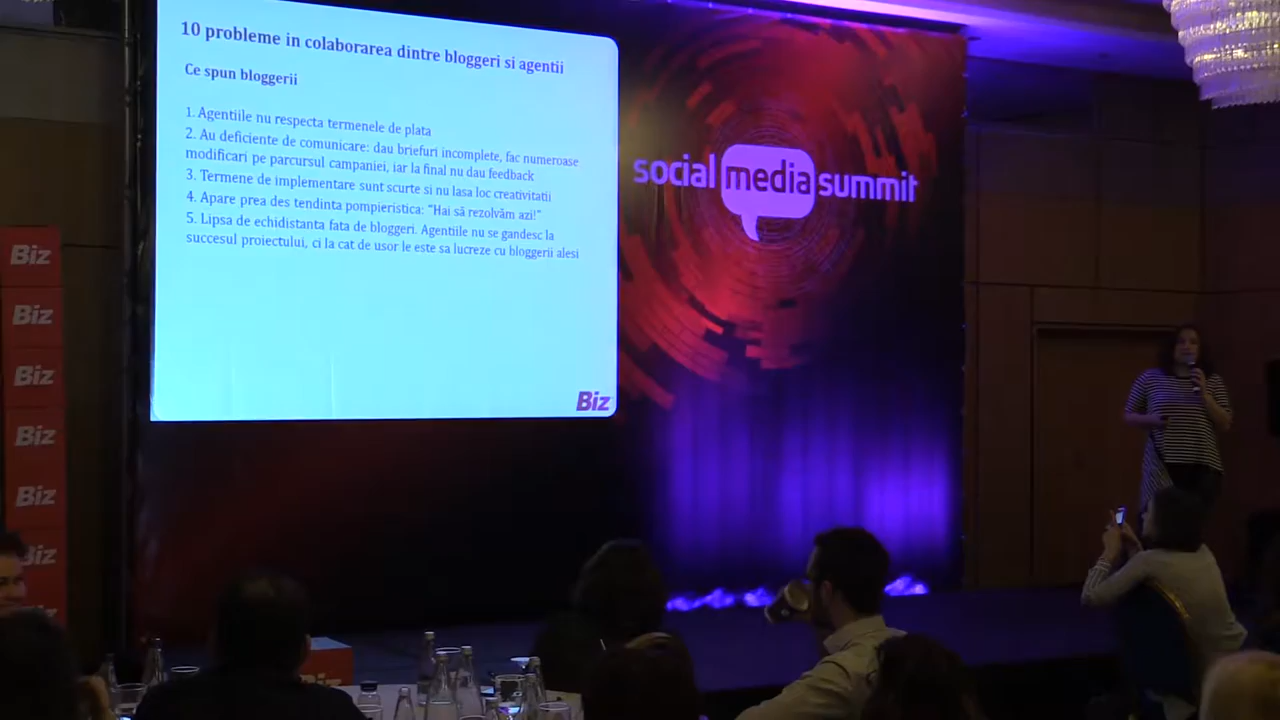 10 probleme in colaborarea dintre bloggeri si agentii
Ce spun bloggerii
1. Agentiile nu respecta termenele de plata
2. Au deficiente de comunicare: dau briefuri incomplete, fac numeroase
modificari pe parcursul campaniei, iar la final nu dau feedback
3. Termene de implementare sunt scurte si nu lasa loc creativitatii
4. Apare prea des tendinta pompieristica: "Hai să rezolvăm azi!"
5. Lipsa de echidistanta fata de bloggeri. Agentiile nu se gandesc la
succesul proiectului, ci la cat de usor le este sa lucreze cu bloggerii alesi
Biz
social media summit
Biz
Biz
Biz
Biz
Biz
Biz
Biz